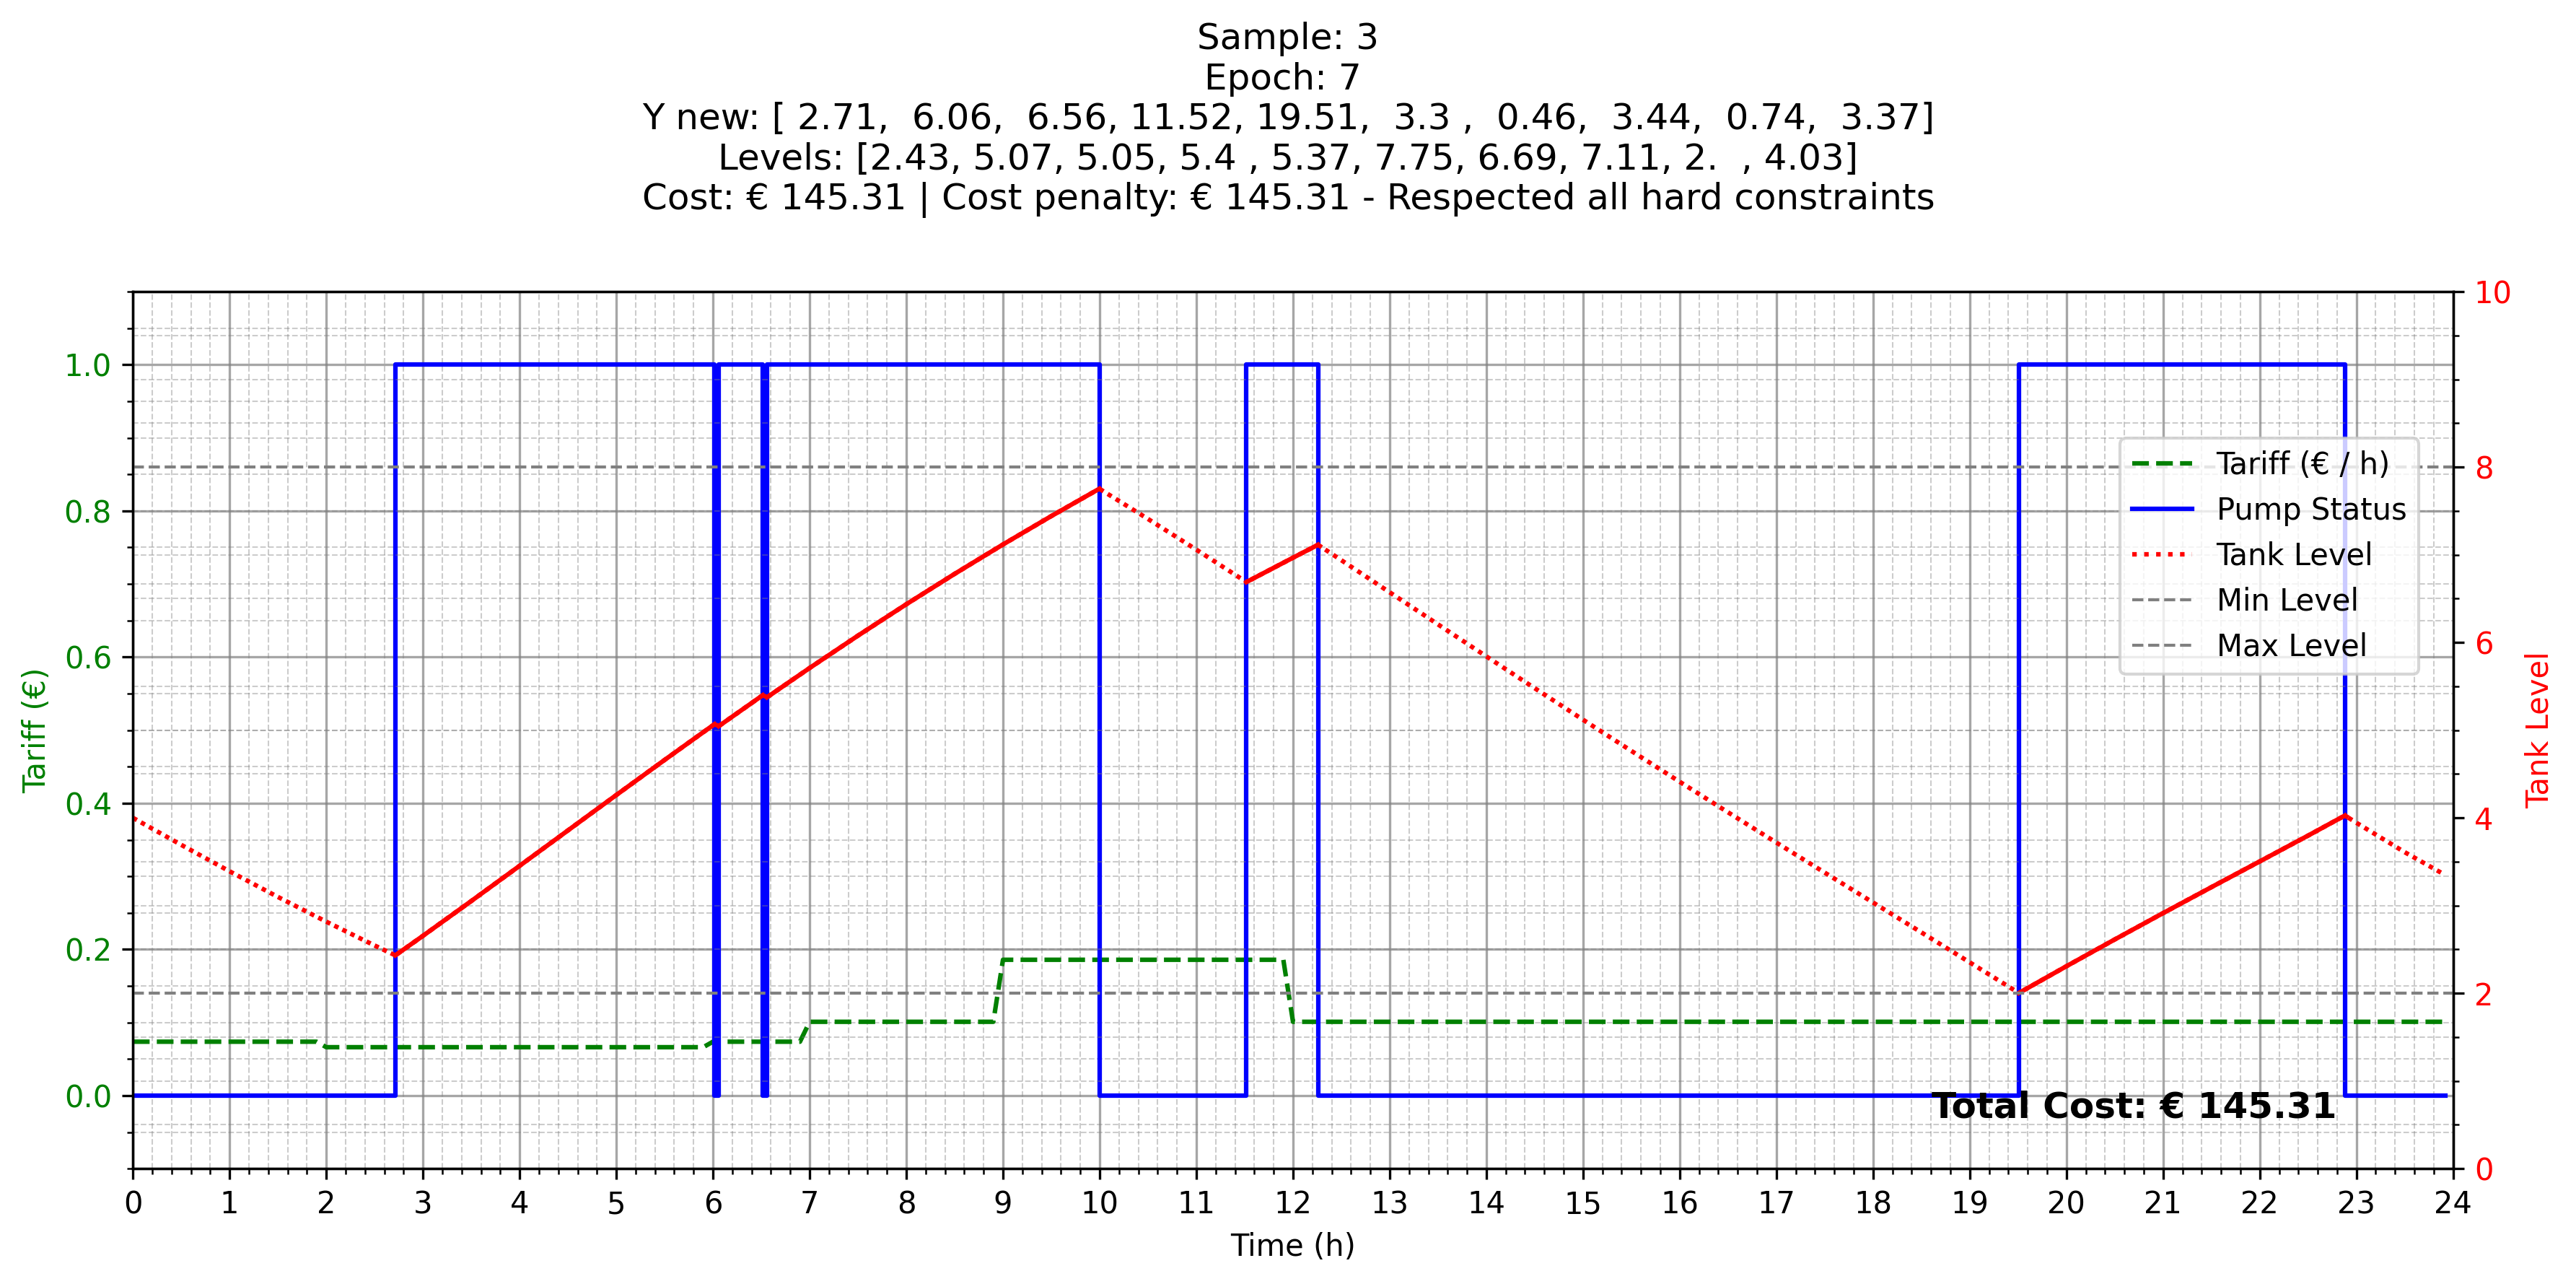 Sample: 3
Epoch: 7
Y new: [ 2.71,  6.06,  6.56, 11.52, 19.51,  3.3 ,  0.46,  3.44,  0.74,  3.37]
Levels: [2.43, 5.07, 5.05, 5.4 , 5.37, 7.75, 6.69, 7.11, 2.  , 4.03]
Cost: € 145.31 | Cost penalty: € 145.31 - Respected all hard constraints
Tariff (€)
1.0
0.8
0.6
0.4
0.2
0.0
10
8
6
4
2
0
Tank Level
Tariff (€ / h)
Pump Status
Tank Level
Min Level
Max Level
Total Cost: € 145.31
0 1 2 3 4 5 6 7 8 9 10 11 12 13 14 15 16 17 18 19 20 21 22 23 24
Time (h)